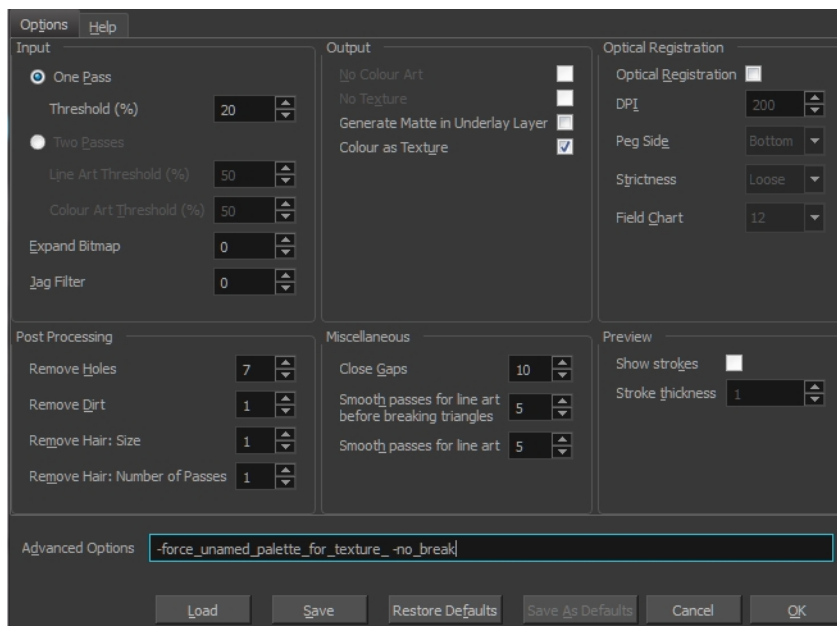 Options Help
Input
One Pass
Threshold (%) 20
Two Passes
Line Art Threshold (%) 50
Colour Art Threshold (%) 50
Expand Bitmap 0
Jag Filter 0
Output
No Colour Art
No Texture
Generate Matte in Underlay Layer
Colour as Texture
Optical Registration
Optical Registration
DPI 200
Peg Side Bottom
Strictness Loose
Field Chart 12
Post Processing
Remove Holes 7
Remove Dirt 1
Remove Hair: Size 1
Remove Hair: Number of Passes 1
Miscellaneous
Close Gaps 10
Smooth passes for line art
before breaking triangles 5
Smooth passes for line art 5
Preview
Show strokes
Stroke thickness 1
Advanced Options -force_unamed_palette_for_texture_ -no_break
Load Save Restore Defaults Save As Defaults Cancel OK